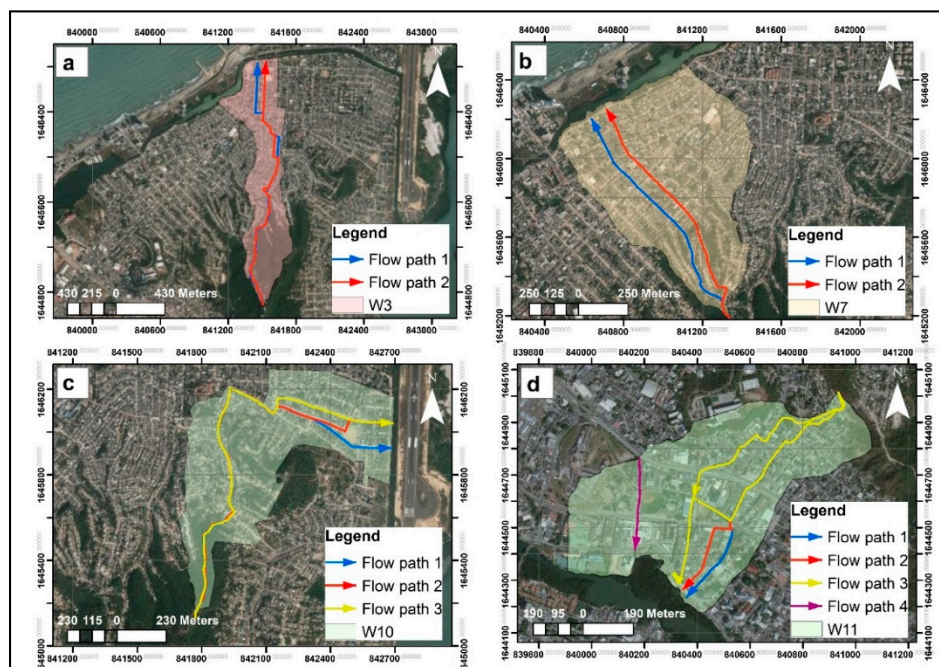 840000 840600 841200 841800 842400 843000
a
N
1646400
1645600
1644800
Legend
Flow path 1
Flow path 2
W3
430 215 0 430 Meters
840000 840600 841200 841800 842400 843000
840400 840800 841200 841600 842000
b
N
1646400
1646000
1645600
1645200
Legend
Flow path 1
Flow path 2
W7
250 125 0 250 Meters
840400 840800 841200 841600 842000
841200 841500 841800 842100 842400 842700
c
N
1646200
1645800
1645400
1645000
Legend
Flow path 1
Flow path 2
Flow path 3
W10
230 115 0 230 Meters
841200 841500 841800 842100 842400 842700
839800 840000 840200 840400 840600 840800 841000 841200
d
N
1645100
1644900
1644700
1644500
1644300
1644100
Legend
Flow path 1
Flow path 2
Flow path 3
Flow path 4
W11
190 95 0 190 Meters
839800 840000 840200 840400 840600 840800 841000 841200